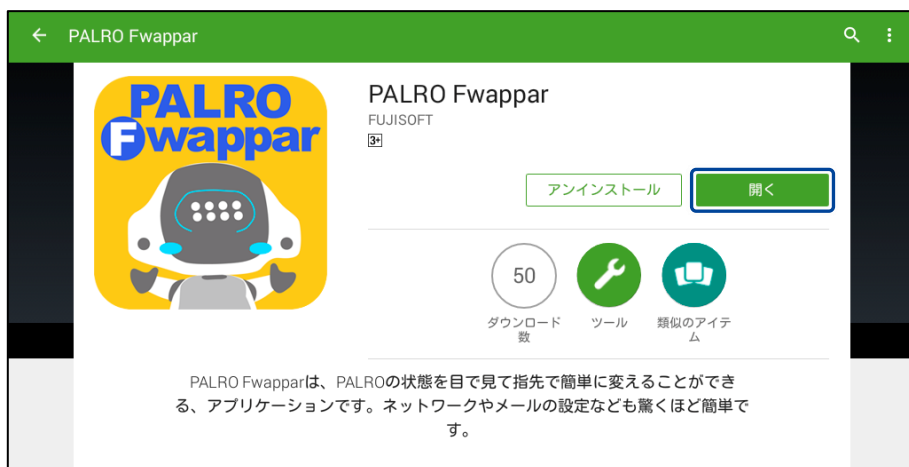 PALRO Fwappar
PALRO
Fwappar
PALRO Fwappar
FUJISOFT
3+
アンインストール
開く
50
ダウンロード
数
ツール
類似のアイテ
ム
PALRO Fwapparは、PALROの状態を目で見て指先で簡単に変えることができ
る、アプリケーションです。ネットワークやメールの設定なども驚くほど簡単で
す。